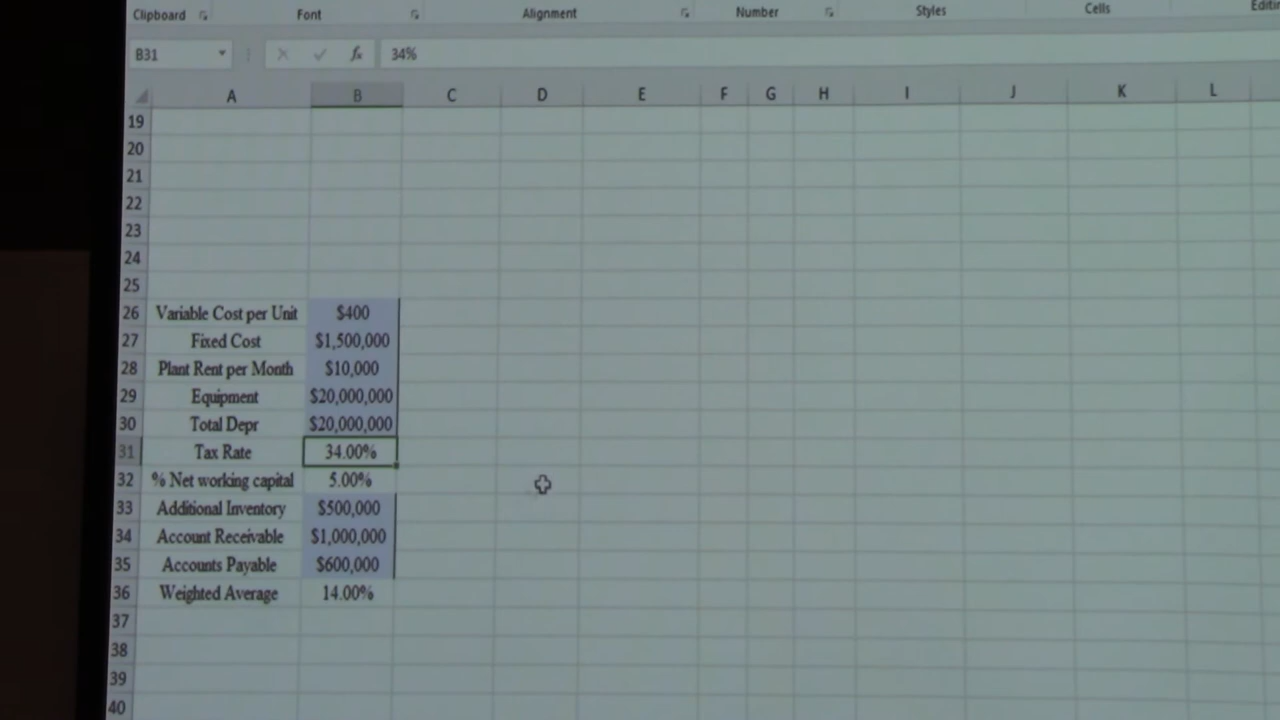 Clipboard Font Alignment Number Styles Cells
B31 fx 34%
A B C D E F G H I J K L
19
20
21
22
23
24
25
26 Variable Cost per Unit $400
27 Fixed Cost $1,500,000
28 Plant Rent per Month $10,000
29 Equipment $20,000,000
30 Total Depr $20,000,000
31 Tax Rate 34.00%
32 % Net working capital 5.00%
33 Additional Inventory $500,000
34 Account Receivable $1,000,000
35 Accounts Payable $600,000
36 Weighted Average 14.00%
37
38
39
40